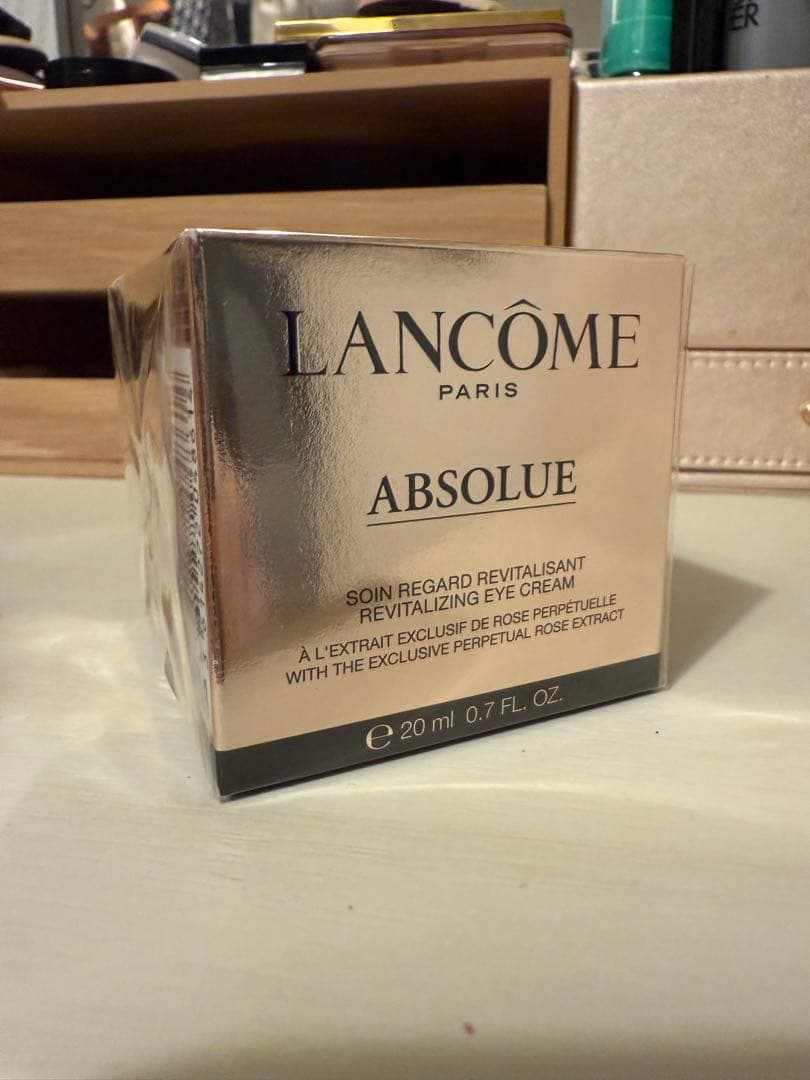 LANCÔME
PARIS
ABSOLUE
SOIN REGARD REVITALISANT
REVITALIZING EYE CREAM
À L'EXTRAIT EXCLUSIF DE ROSE PERPÉTUELLE
WITH THE EXCLUSIVE PERPETUAL ROSE EXTRACT
℮ 20 ml 0.7 FL. OZ.
ER